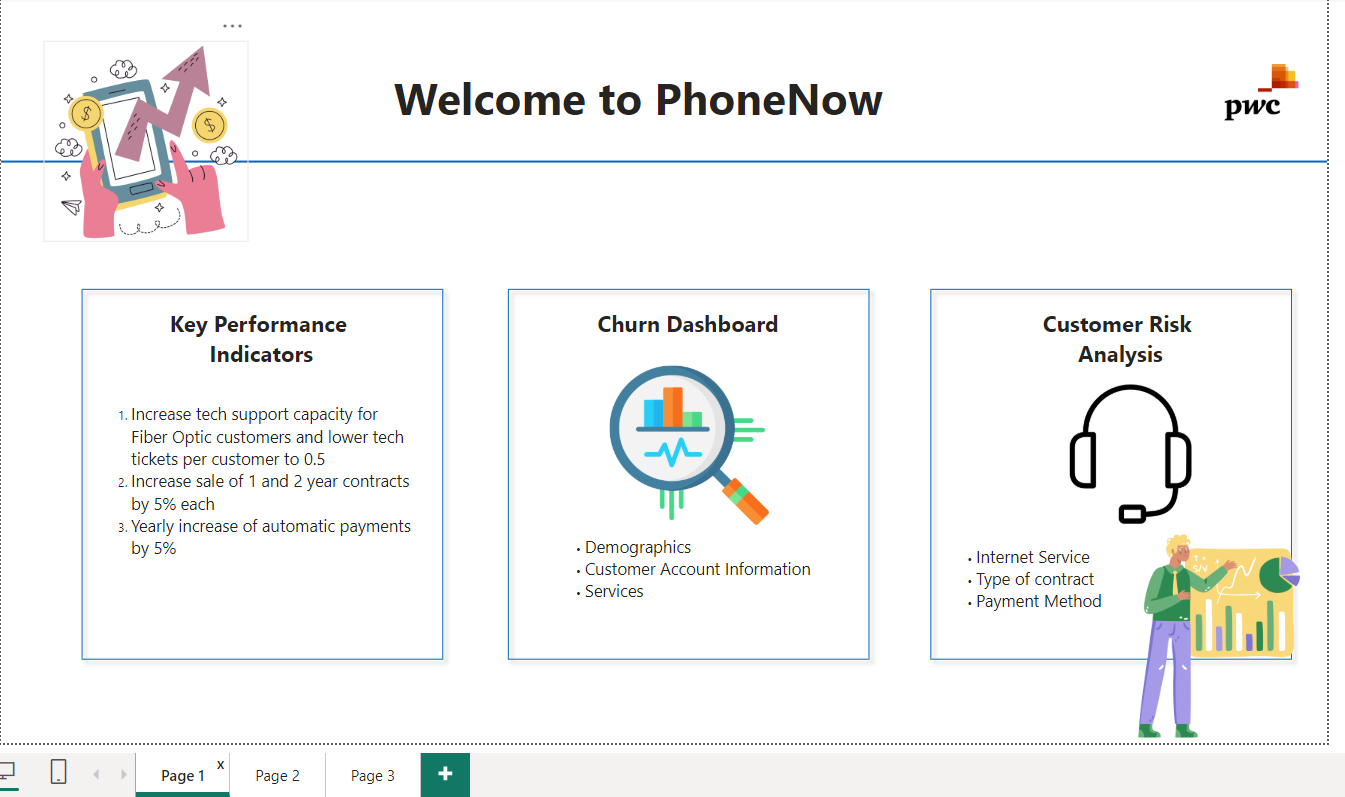 Welcome to PhoneNow
pwc
Key Performance
Indicators
1. Increase tech support capacity for
Fiber Optic customers and lower tech
tickets per customer to 0.5
2. Increase sale of 1 and 2 year contracts
by 5% each
3. Yearly increase of automatic payments
by 5%
Churn Dashboard
• Demographics
• Customer Account Information
• Services
Customer Risk
Analysis
• Internet Service
• Type of contract
• Payment Method
Page 1 x
Page 2
Page 3
+